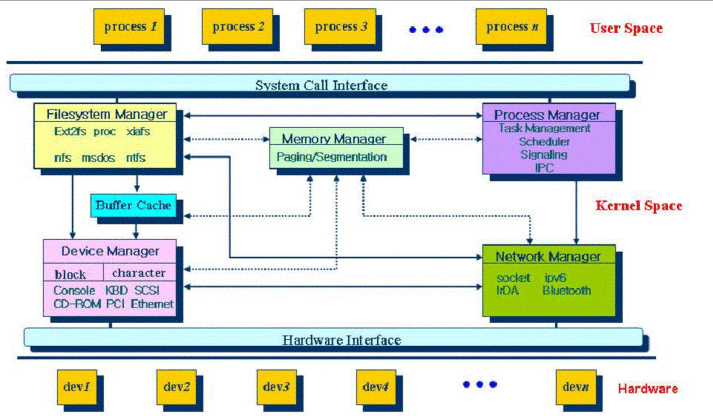 process 1 process 2 process 3 process n User Space
System Call Interface
Filesystem Manager
Ext2fs proc xiafs
nfs msdos ntfs
Memory Manager
Paging/Segmentation
Process Manager
Task Management
Scheduler
Signaling
IPC
Buffer Cache
Kernel Space
Device Manager
block character
Console KBD SCSI
CD-ROM PCI Ethernet
Network Manager
socket ipv6
IrDA Bluetooth
Hardware Interface
dev1 dev2 dev3 dev4 devn Hardware